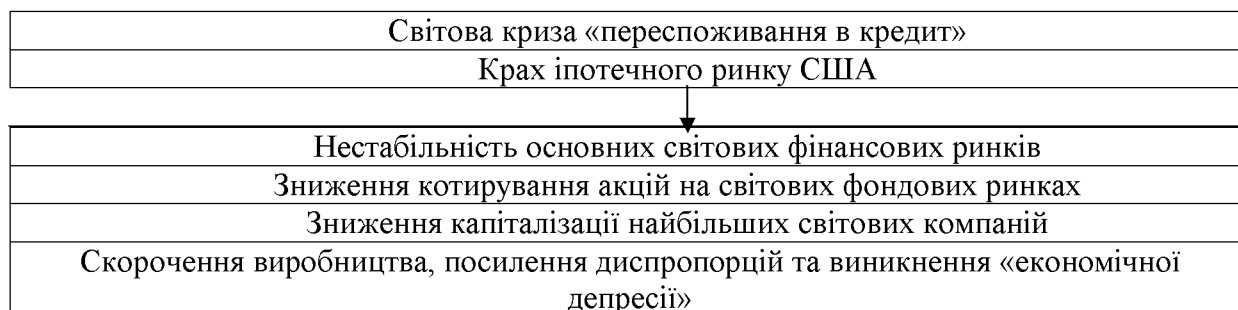 Світова криза «переспоживання в кредит»
Крах іпотечного ринку США
Нестабільність основних світових фінансових ринків
Зниження котирування акцій на світових фондових ринках
Зниження капіталізації найбільших світових компаній
Скорочення виробництва, посилення диспропорцій та виникнення «економічної
депресії»